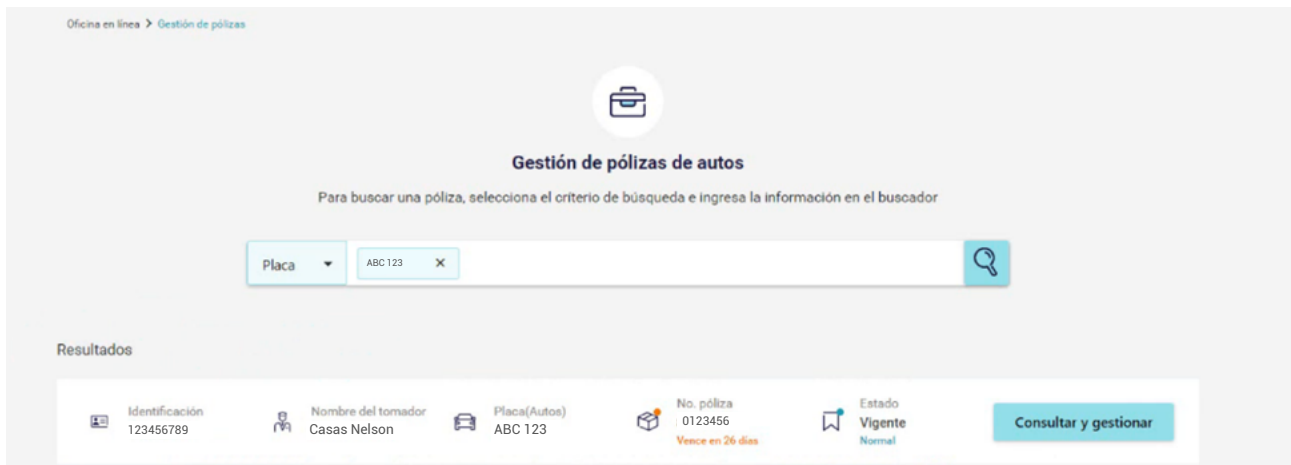 Oficina en línea > Gestión de pólizas
Gestión de pólizas de autos
Para buscar una póliza, selecciona el criterio de búsqueda e ingresa la información en el buscador
Placa ABC 123 ×
Resultados
Identificación Nombre del tomador Placa(Autos) No. póliza Estado
123456789 Casas Nelson ABC 123 0123456 Vigente Consultar y gestionar
Vence en 26 días Normal